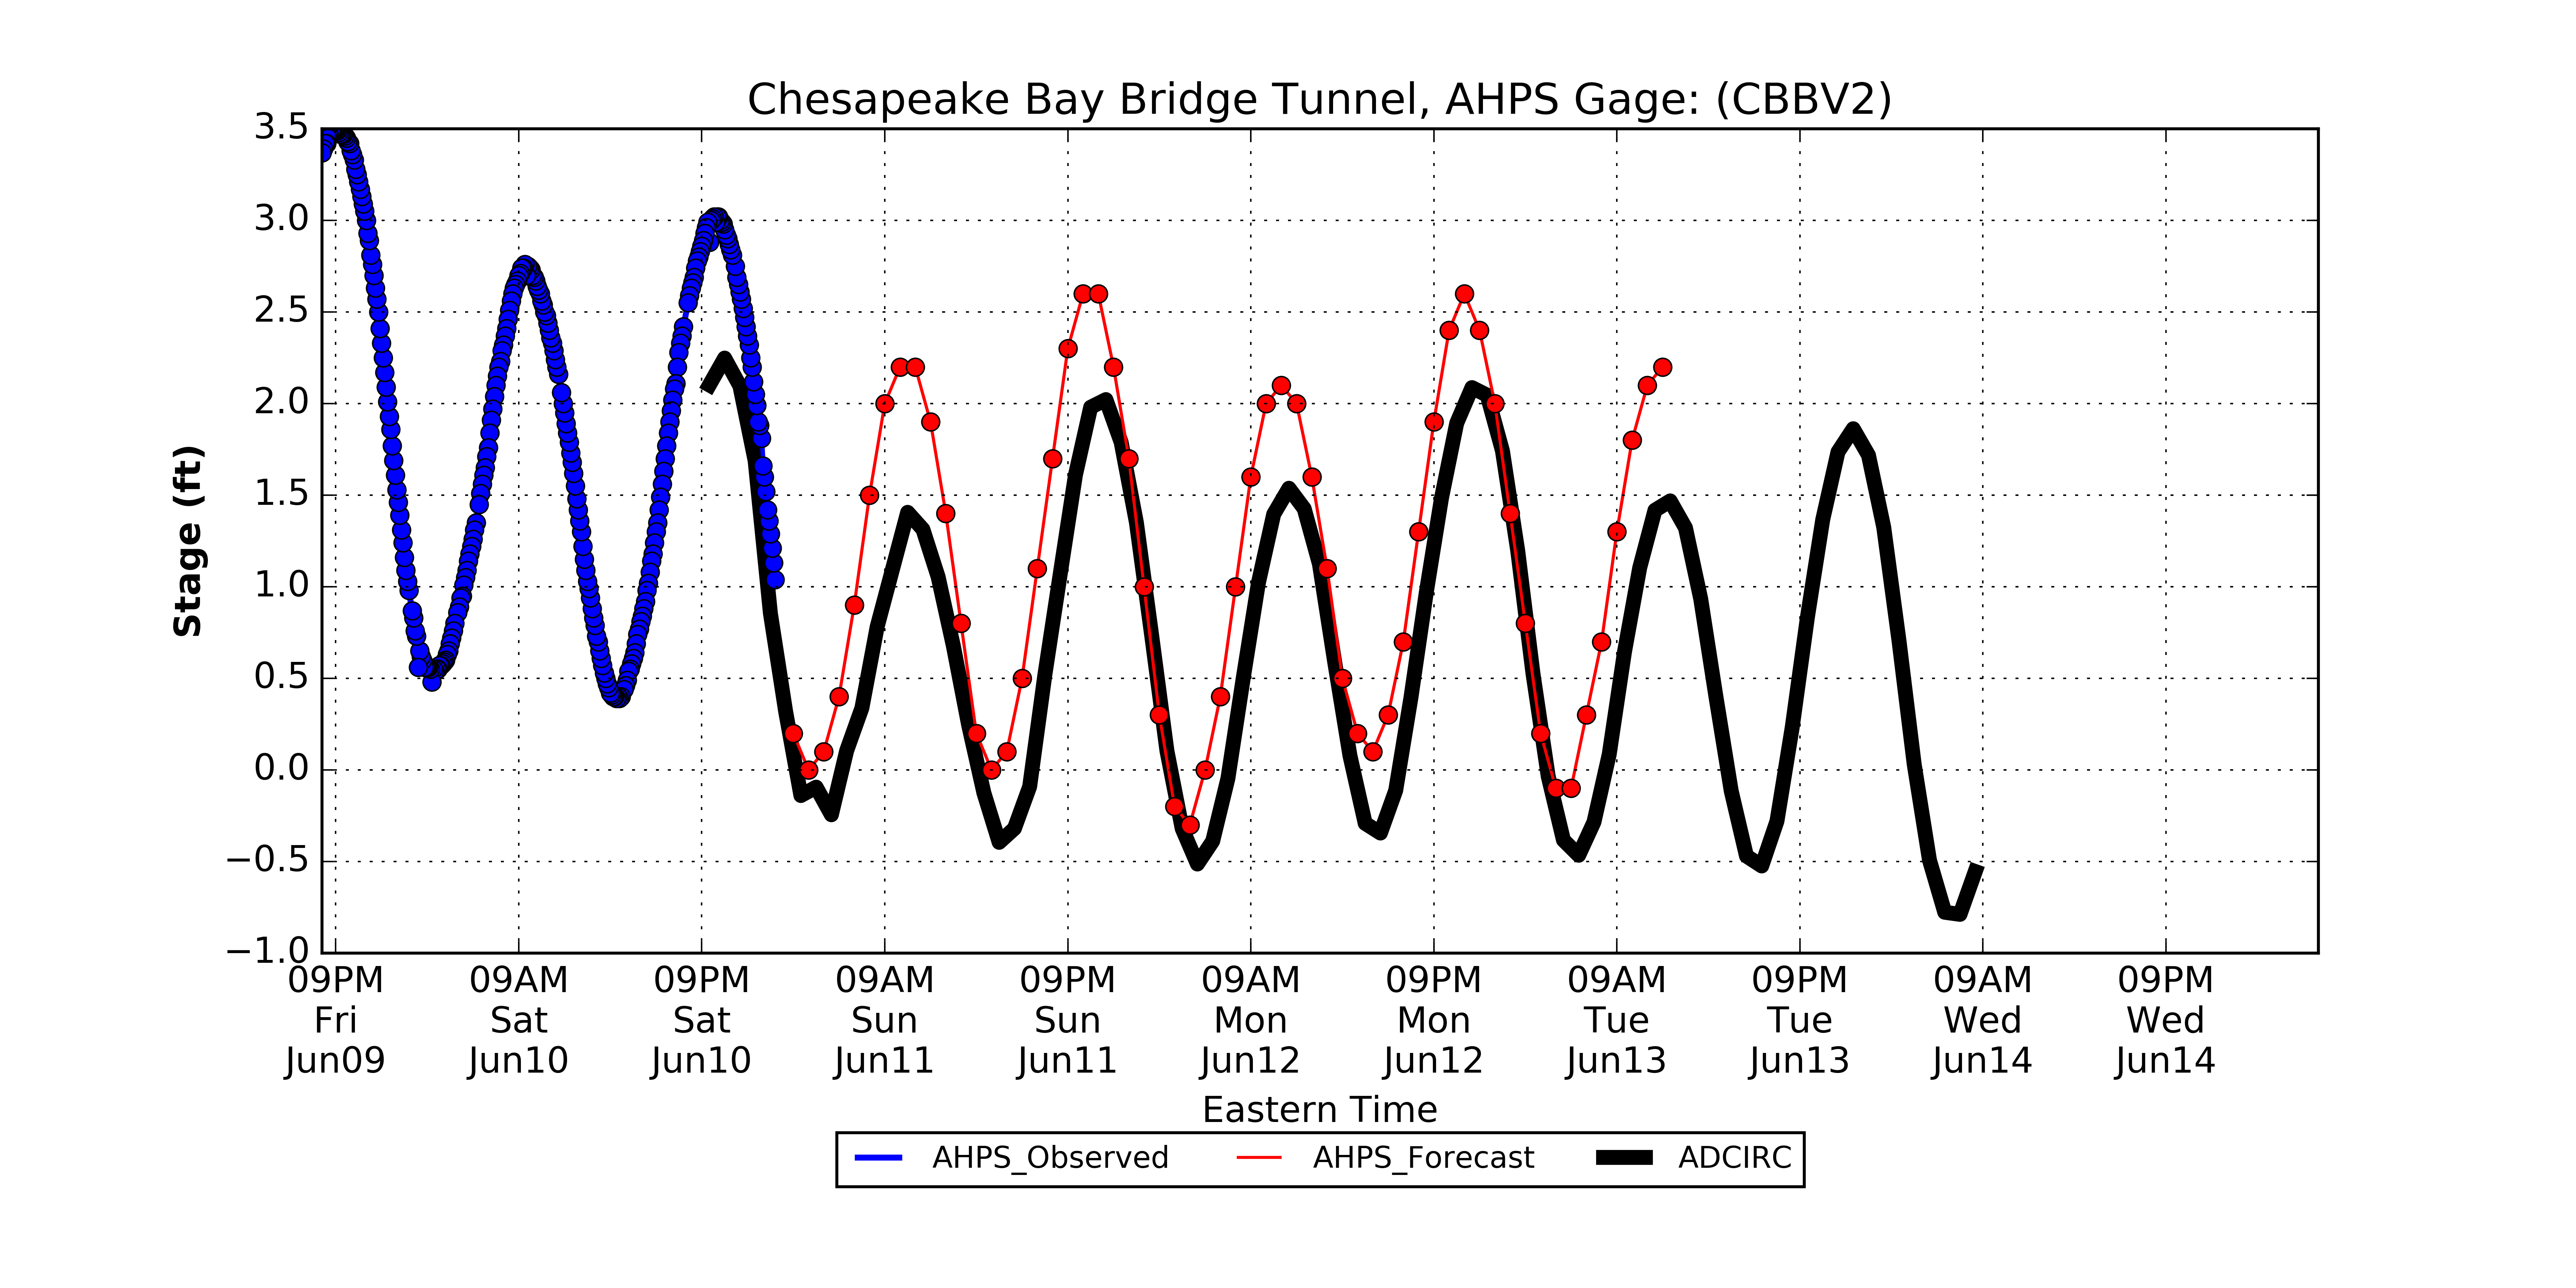 Chesapeake Bay Bridge Tunnel, AHPS Gage: (CBBV2)
3.5
3.0
2.5
2.0
1.5
1.0
0.5
0.0
−0.5
−1.0
Stage (ft)
09PM 09AM 09PM 09AM 09PM 09AM 09PM 09AM 09PM 09AM 09PM
Fri Sat Sat Sun Sun Mon Mon Tue Tue Wed Wed
Jun09 Jun10 Jun10 Jun11 Jun11 Jun12 Jun12 Jun13 Jun13 Jun14 Jun14
Eastern Time
AHPS_Observed AHPS_Forecast ADCIRC